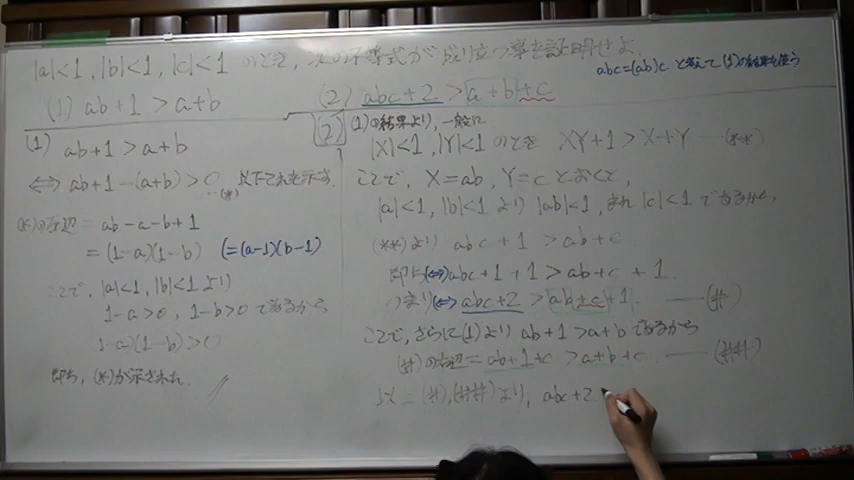 |a|<1, |b|<1, |c|<1 のとき, 次の不等式が成り立つ事を証明せよ.
(1) ab+1>a+b
(2) abc+2>a+b+c
abc=(ab)c と考えて(1)の結果を使う
(1) ab+1>a+b
⇔ ab+1-(a+b)>0 …(*) 以下これを示す.
(*)の左辺= ab-a-b+1
=(1-a)(1-b) (=(a-1)(b-1))
ここで, |a|<1, |b|<1より
1-a>0, 1-b>0であるから
(1-a)(1-b)>0
即ち, (*)が示された.
(2) (1)の結果より, 一般に
|X|<1, |Y|<1のとき XY+1>X+Y …(**)
ここで, X=ab, Y=cとおくと,
|a|<1, |b|<1より |ab|<1, また |c|<1であるから,
(**)より abc+1>ab+c.
即ち(⇔)abc+1+1>ab+c+1.
つまり(⇔)abc+2>ab+c+1. ―(#)
ここで, さらに(1)より ab+1>a+bであるから
(#)の右辺=ab+1+c>a+b+c. ―(##)
以上(#),(##)より, abc+2